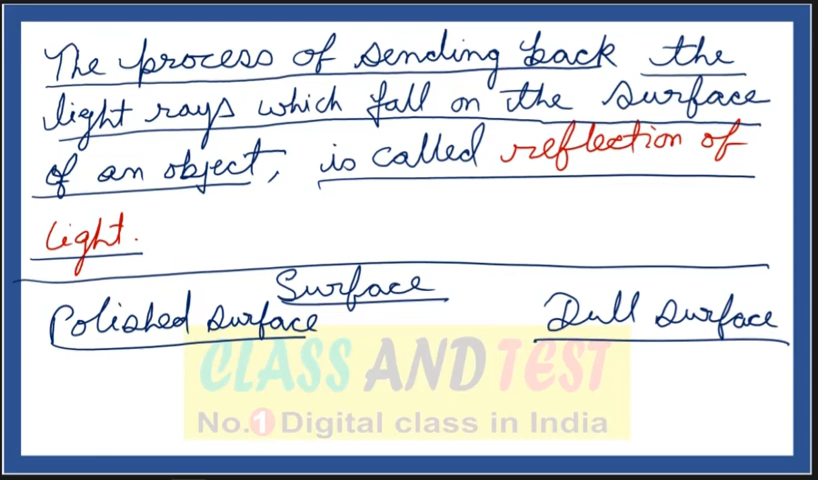 The process of sending back the
light rays which fall on the surface
of an object, is called reflection of
light.
Surface
Polished surface Dull surface
CLASS AND TEST
No.1 Digital class in India